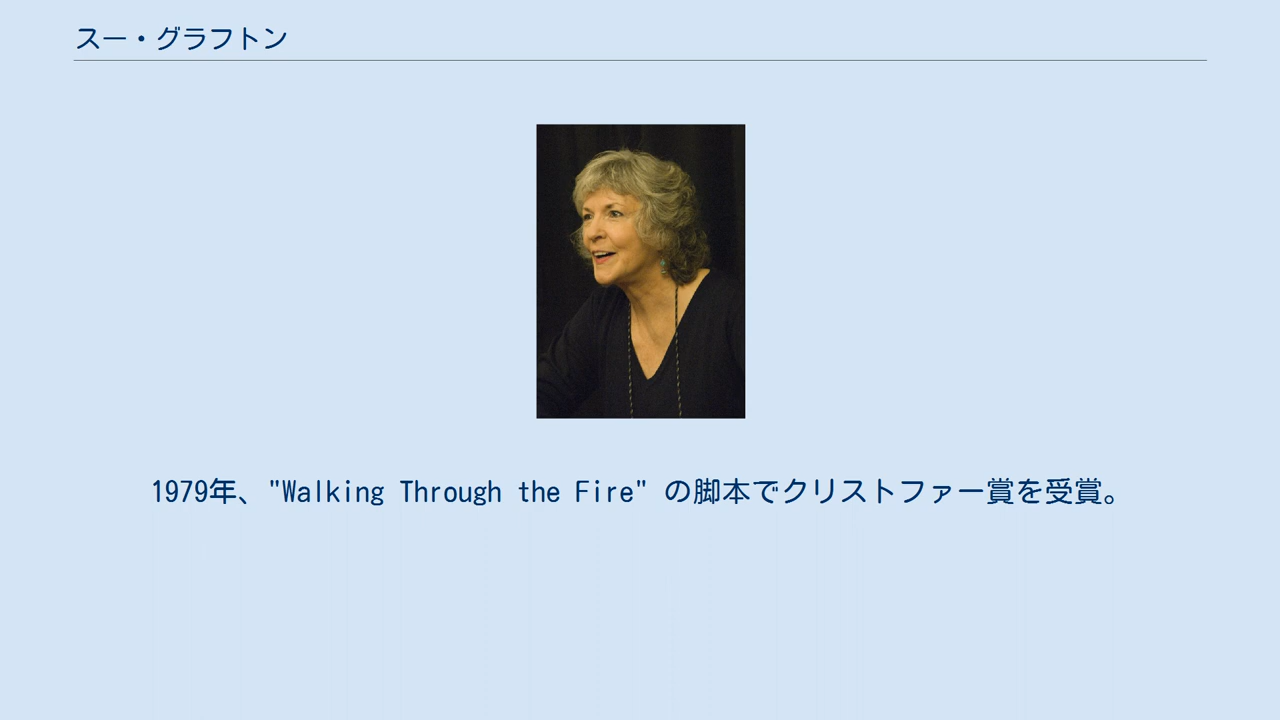 スー・グラフトン
1979年、"Walking Through the Fire" の脚本でクリストファー賞を受賞。